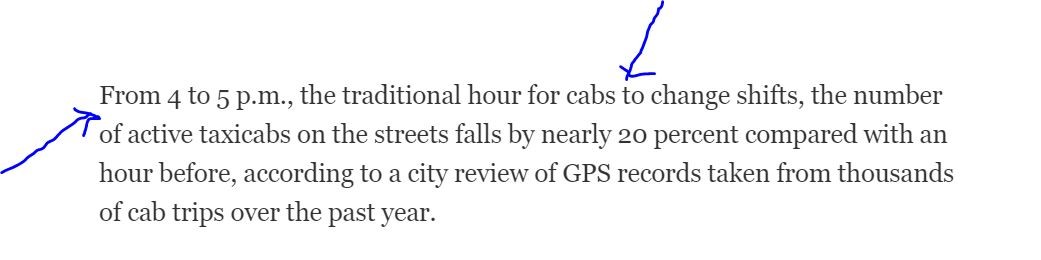 From 4 to 5 p.m., the traditional hour for cabs to change shifts, the number
of active taxicabs on the streets falls by nearly 20 percent compared with an
hour before, according to a city review of GPS records taken from thousands
of cab trips over the past year.